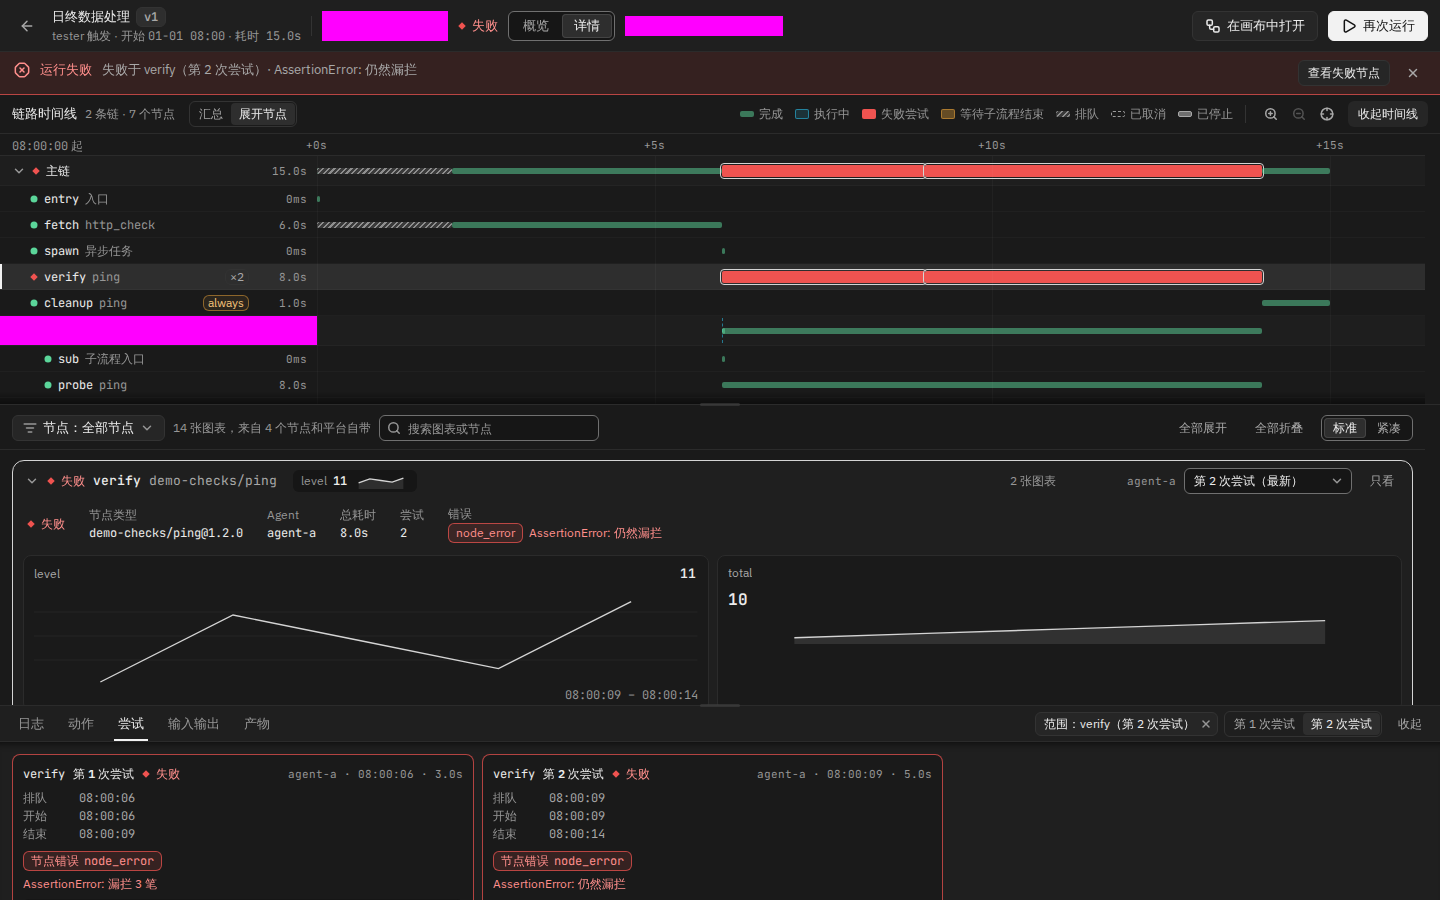 日终数据处理 v1
tester 触发 · 开始 01-01 08:00 · 耗时 15.0s
失败 概览 详情
在画布中打开 再次运行
运行失败 失败于 verify（第 2 次尝试）· AssertionError: 仍然漏拦
查看失败节点
链路时间线 2 条链 · 7 个节点 汇总 展开节点
完成 执行中 失败尝试 等待子流程结束 排队 已取消 已停止 收起时间线
08:00:00 起 +0s +5s +10s +15s
主链 15.0s
entry 入口 0ms
fetch http_check 6.0s
spawn 异步任务 0ms
verify ping ×2 8.0s
cleanup ping always 1.0s
sub 子流程入口 0ms
probe ping 8.0s
节点：全部节点 14 张图表，来自 4 个节点和平台自带 搜索图表或节点
全部展开 全部折叠 标准 紧凑
失败 verify demo-checks/ping level 11 2 张图表 agent-a 第 2 次尝试（最新） 只看
失败
节点类型 Agent 总耗时 尝试 错误
demo-checks/ping@1.2.0 agent-a 8.0s 2 node_error AssertionError: 仍然漏拦
level 11
08:00:09 – 08:00:14
total
10
日志 动作 尝试 输入输出 产物
范围：verify（第 2 次尝试） 第 1 次尝试 第 2 次尝试 收起
verify 第 1 次尝试 失败 agent-a · 08:00:06 · 3.0s
排队 08:00:06
开始 08:00:06
结束 08:00:09
节点错误 node_error
AssertionError: 漏拦 3 笔
verify 第 2 次尝试 失败 agent-a · 08:00:09 · 5.0s
排队 08:00:09
开始 08:00:09
结束 08:00:14
节点错误 node_error
AssertionError: 仍然漏拦